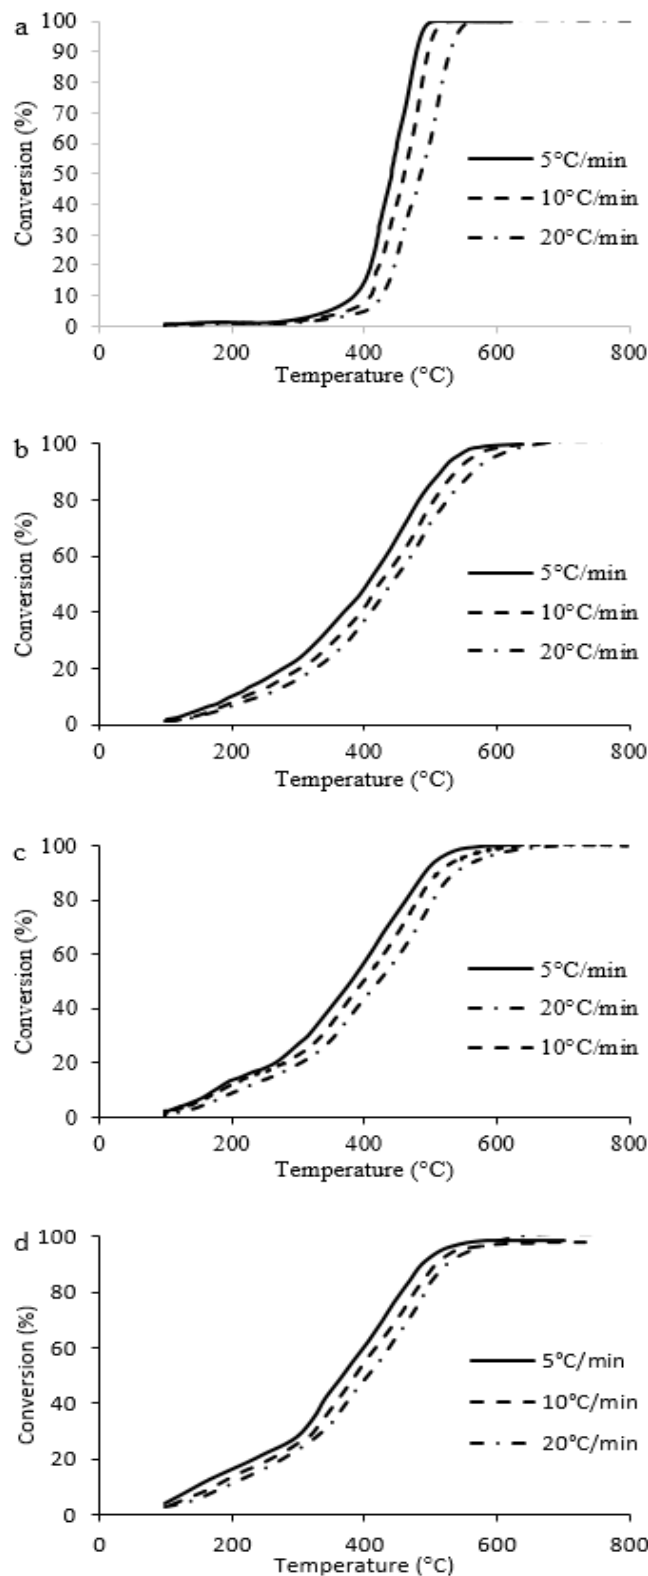 a
100
90
80
70
60
50
40
30
20
10
0
Conversion (%)
5°C/min
10°C/min
20°C/min
0 200 400 600 800
Temperature (°C)
b
100
80
60
40
20
0
Conversion (%)
5°C/min
10°C/min
20°C/min
0 200 400 600 800
Temperature (°C)
c
100
80
60
40
20
0
Conversion (%)
5°C/min
20°C/min
10°C/min
0 200 400 600 800
Temperature (°C)
d
100
80
60
40
20
0
Conversion (%)
5°C/min
10°C/min
20°C/min
0 200 400 600 800
Temperature (°C)